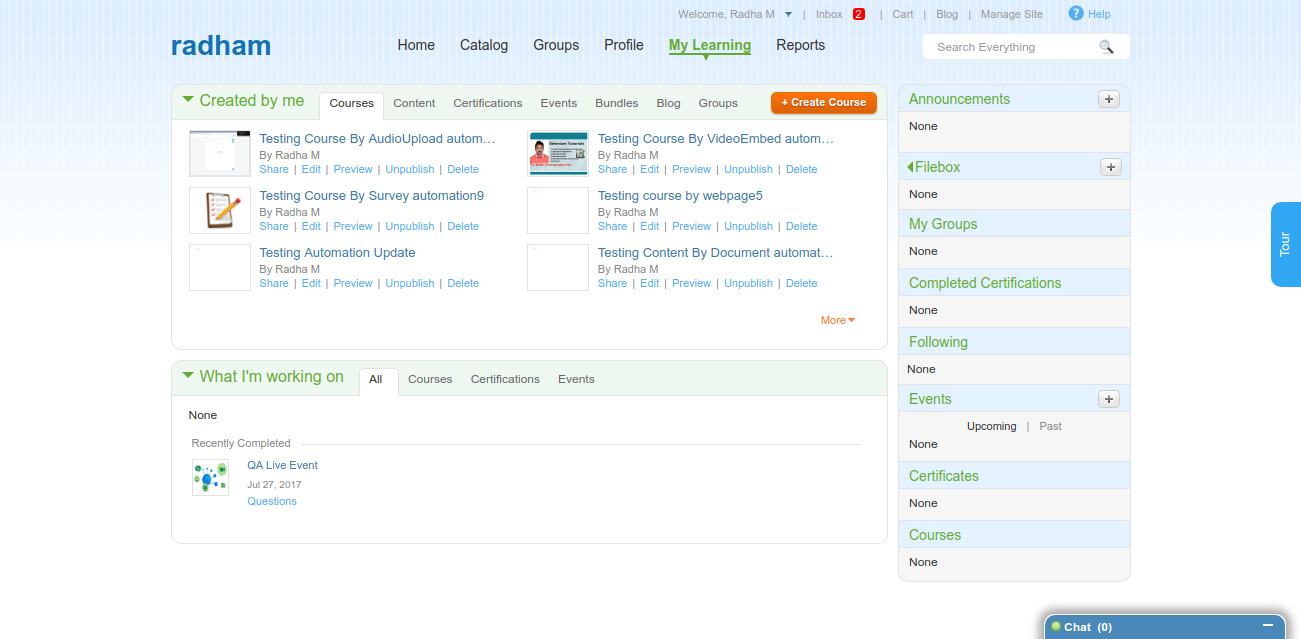 Welcome, Radha M | Inbox 2 | Cart | Blog | Manage Site ? Help
radham
Home Catalog Groups Profile My Learning Reports
Search Everything
Created by me Courses Content Certifications Events Bundles Blog Groups + Create Course
Testing Course By AudioUpload autom…
By Radha M
Share | Edit | Preview | Unpublish | Delete
Testing Course By VideoEmbed autom…
By Radha M
Share | Edit | Preview | Unpublish | Delete
Testing Course By Survey automation9
By Radha M
Share | Edit | Preview | Unpublish | Delete
Testing course by webpage5
By Radha M
Share | Edit | Preview | Unpublish | Delete
Testing Automation Update
By Radha M
Share | Edit | Preview | Unpublish | Delete
Testing Content By Document automat…
By Radha M
Share | Edit | Preview | Unpublish | Delete
More
What I'm working on All Courses Certifications Events
None
Recently Completed
QA Live Event
Jul 27, 2017
Questions
Announcements +
None
Filebox +
None
My Groups
None
Completed Certifications
None
Following
None
Events +
Upcoming | Past
None
Certificates
None
Courses
None
Tour
Chat (0)